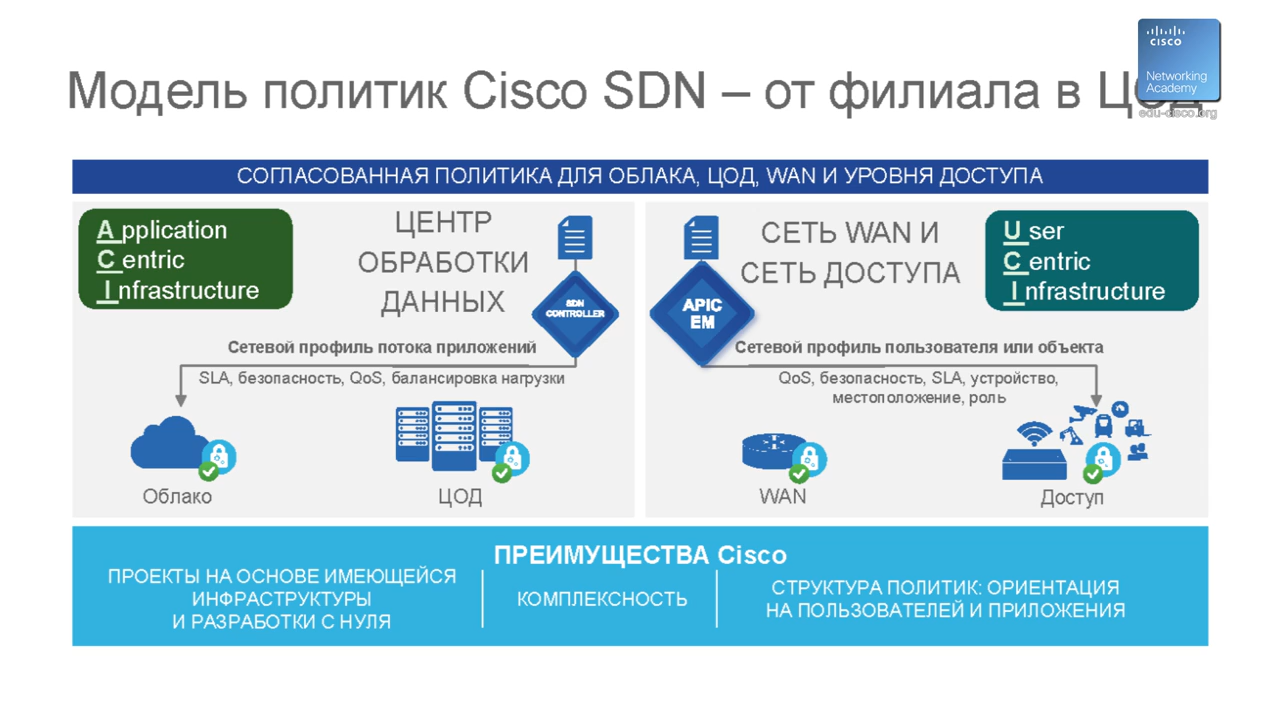 CISCO
Networking
Academy
edu-cisco.org
Модель политик Cisco SDN – от филиала в ЦОД
СОГЛАСОВАННАЯ ПОЛИТИКА ДЛЯ ОБЛАКА, ЦОД, WAN И УРОВНЯ ДОСТУПА
Application
Centric
Infrastructure
ЦЕНТР
ОБРАБОТКИ
ДАННЫХ
SDN
CONTROLLER
Сетевой профиль потока приложений
SLA, безопасность, QoS, балансировка нагрузки
Облако
ЦОД
APIC
EM
СЕТЬ WAN И
СЕТЬ ДОСТУПА
User
Centric
Infrastructure
Сетевой профиль пользователя или объекта
QoS, безопасность, SLA, устройство,
местоположение, роль
WAN
Доступ
ПРЕИМУЩЕСТВА Cisco
ПРОЕКТЫ НА ОСНОВЕ ИМЕЮЩЕЙСЯ
ИНФРАСТРУКТУРЫ
И РАЗРАБОТКИ С НУЛЯ
КОМПЛЕКСНОСТЬ
СТРУКТУРА ПОЛИТИК: ОРИЕНТАЦИЯ
НА ПОЛЬЗОВАТЕЛЕЙ И ПРИЛОЖЕНИЯ